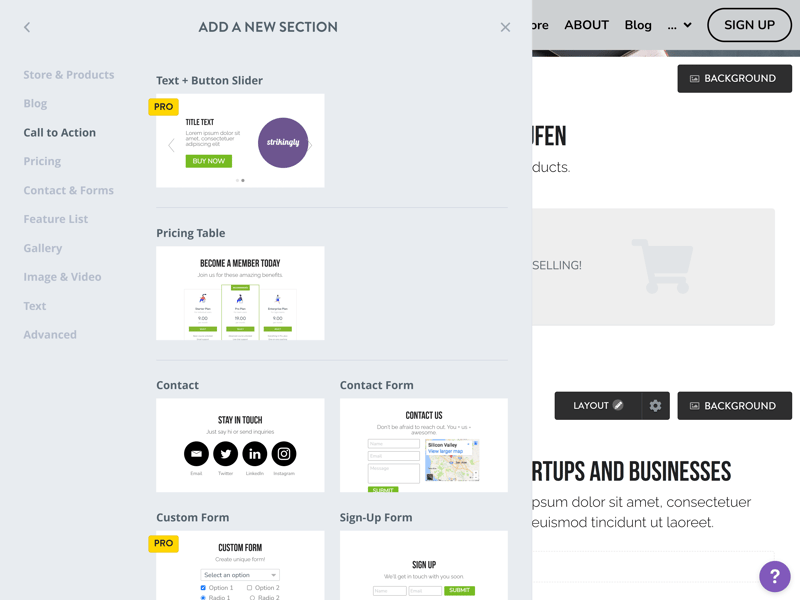 ADD A NEW SECTION
ore ABOUT Blog ... SIGN UP
Store & Products
Blog
Call to Action
Pricing
Contact & Forms
Feature List
Gallery
Image & Video
Text
Advanced
Text + Button Slider
PRO
TITLE TEXT
Lorem ipsum dolor sit
amet, consectetuer
adipiscing elit
BUY NOW
strikingly
Pricing Table
BECOME A MEMBER TODAY
Join us for these amazing benefits.
9.00 19.00 9.00
Contact
STAY IN TOUCH
Just say hi or send inquiries.
Email Twitter LinkedIn Instagram
Contact Form
CONTACT US
Don't be afraid to reach out. You + us =
awesome.
Name
Email
Message
SUBMIT
Silicon Valley
View larger map
Custom Form
PRO
CUSTOM FORM
Create unique form!
Select an option
Option 1 Option 2
Radio 1 Radio 2
Sign-Up Form
SIGN UP
We'll get in touch with you soon.
Name Email SUBMIT
BACKGROUND
UFEN
ducts.
SELLING!
LAYOUT
BACKGROUND
RTUPS AND BUSINESSES
psum dolor sit amet, consectetuer
euismod tincidunt ut laoreet.
?